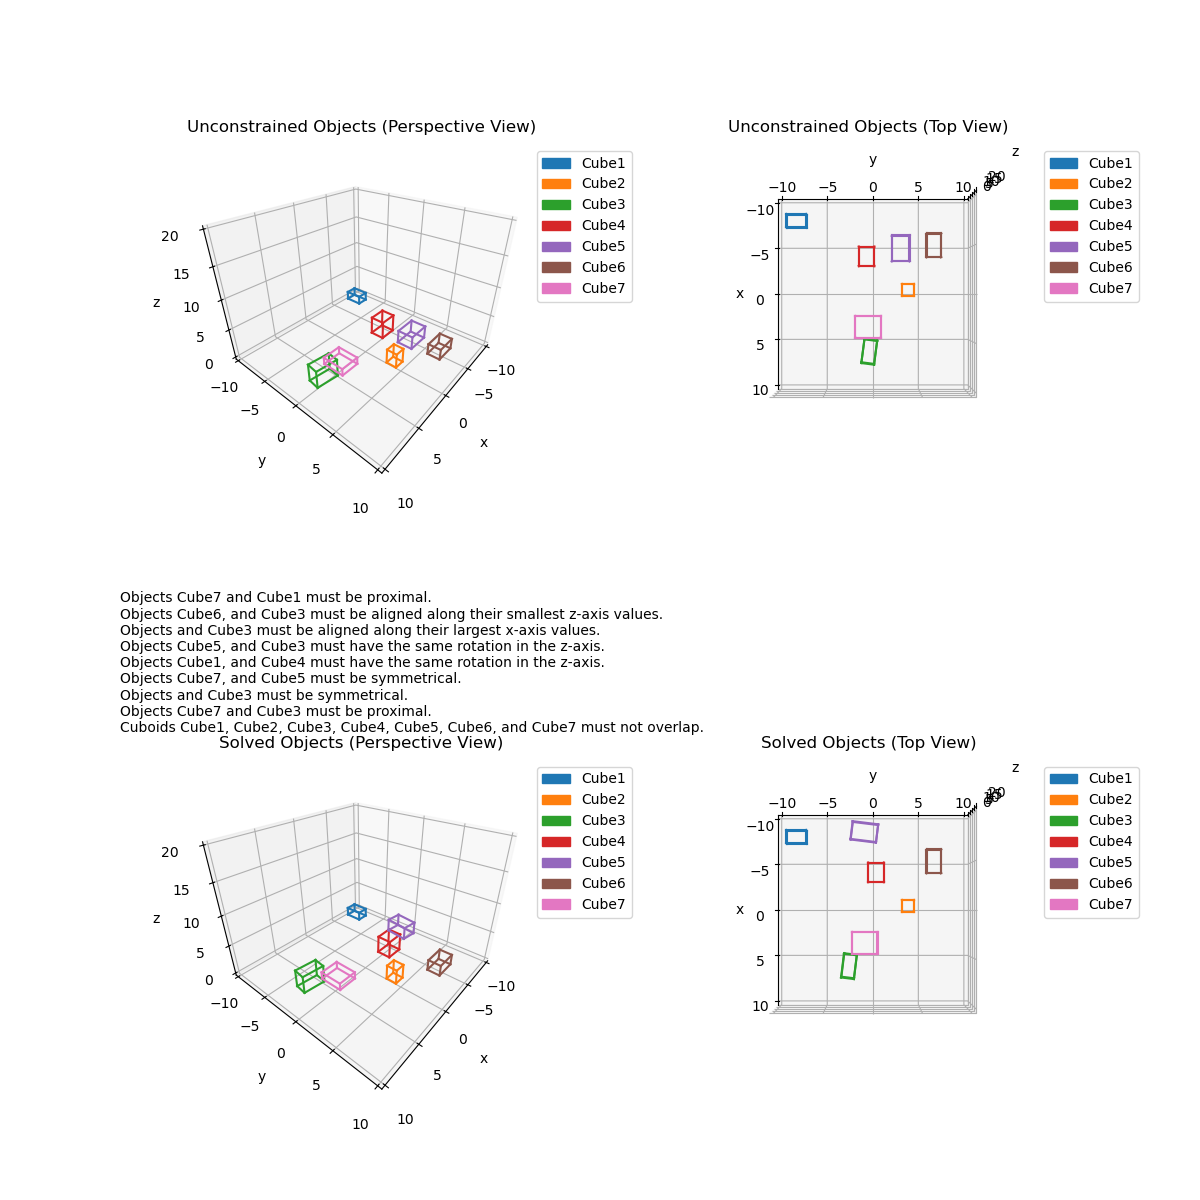 Unconstrained Objects (Perspective View)
Unconstrained Objects (Top View)
20
15
10
5
0
z
−10
−5
0
5
10
y
−10
−5
0
5
10
x
Cube1
Cube2
Cube3
Cube4
Cube5
Cube6
Cube7
y
z
−10
−5
0
5
10
−10
−5
0
5
10
x
Cube1
Cube2
Cube3
Cube4
Cube5
Cube6
Cube7
Objects Cube7 and Cube1 must be proximal.
Objects Cube6, and Cube3 must be aligned along their smallest z-axis values.
Objects and Cube3 must be aligned along their largest x-axis values.
Objects Cube5, and Cube3 must have the same rotation in the z-axis.
Objects Cube1, and Cube4 must have the same rotation in the z-axis.
Objects Cube7, and Cube5 must be symmetrical.
Objects and Cube3 must be symmetrical.
Objects Cube7 and Cube3 must be proximal.
Cuboids Cube1, Cube2, Cube3, Cube4, Cube5, Cube6, and Cube7 must not overlap.
Solved Objects (Perspective View)
Solved Objects (Top View)
20
15
10
5
0
z
−10
−5
0
5
10
y
−10
−5
0
5
10
x
Cube1
Cube2
Cube3
Cube4
Cube5
Cube6
Cube7
y
z
−10
−5
0
5
10
−10
−5
0
5
10
x
Cube1
Cube2
Cube3
Cube4
Cube5
Cube6
Cube7